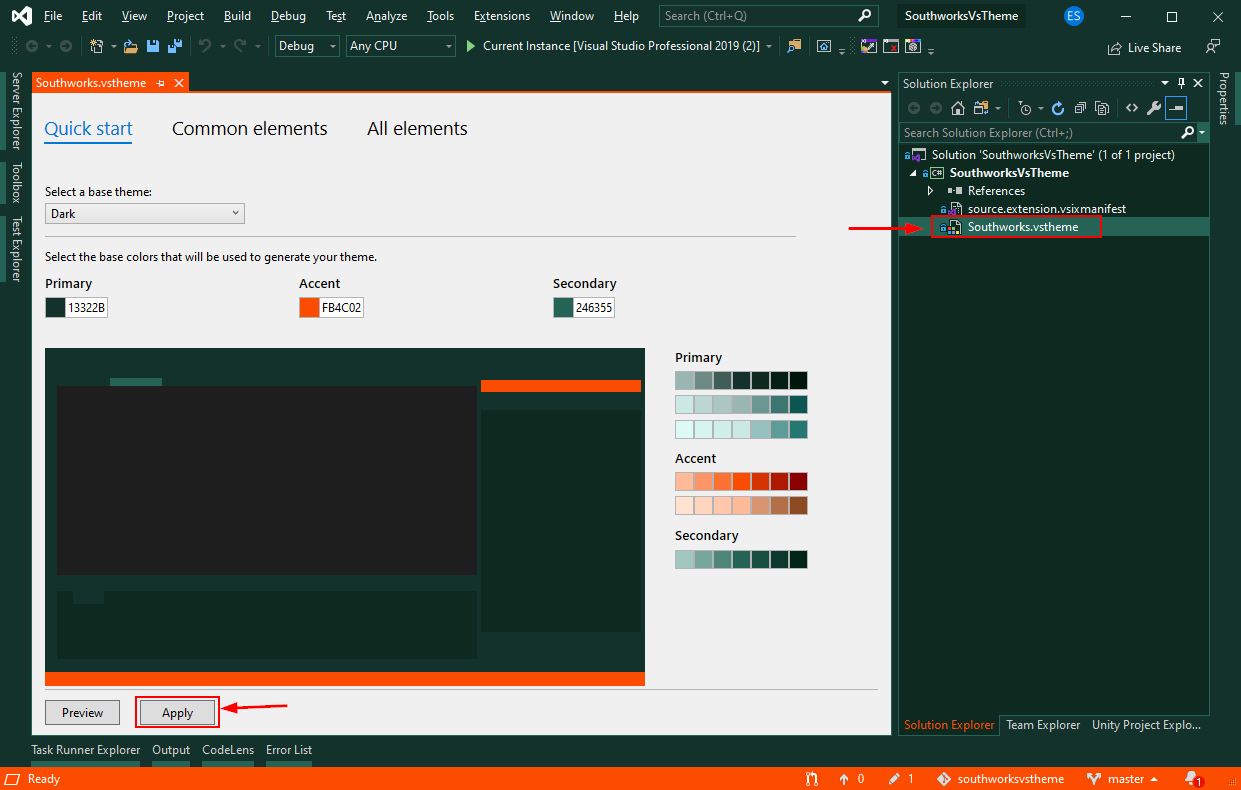 File Edit View Project Build Debug Test Analyze Tools Extensions Window Help Search (Ctrl+Q) SouthworksVsTheme ES
Debug Any CPU Current Instance [Visual Studio Professional 2019 (2)] Live Share
Server Explorer
Toolbox
Test Explorer
Southworks.vstheme
Quick start Common elements All elements
Select a base theme:
Dark
Select the base colors that will be used to generate your theme.
Primary Accent Secondary
13322B FB4C02 246355
Primary
Accent
Secondary
Preview Apply
Solution Explorer
Search Solution Explorer (Ctrl+;)
Solution 'SouthworksVsTheme' (1 of 1 project)
C# SouthworksVsTheme
References
source.extension.vsixmanifest
Southworks.vstheme
Solution Explorer Team Explorer Unity Project Explo...
Properties
Task Runner Explorer Output CodeLens Error List
Ready 0 1 southworksvstheme master 1